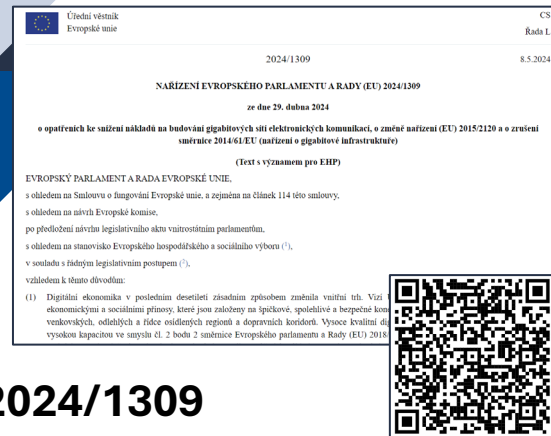 Úřední věstník
Evropské unie
CS
Řada L
2024/1309
8.5.2024
NAŘÍZENÍ EVROPSKÉHO PARLAMENTU A RADY (EU) 2024/1309
ze dne 29. dubna 2024
o opatřeních ke snížení nákladů na budování gigabitových sítí elektronických komunikací, o změně nařízení (EU) 2015/2120 a o zrušení
směrnice 2014/61/EU (nařízení o gigabitové infrastruktuře)
(Text s významem pro EHP)
EVROPSKÝ PARLAMENT A RADA EVROPSKÉ UNIE,
s ohledem na Smlouvu o fungování Evropské unie, a zejména na článek 114 této smlouvy,
s ohledem na návrh Evropské komise,
po předložení návrhu legislativního aktu vnitrostátním parlamentům,
s ohledem na stanovisko Evropského hospodářského a sociálního výboru (1),
v souladu s řádným legislativním postupem (2),
vzhledem k těmto důvodům:
(1) Digitální ekonomika v posledním desetiletí zásadním způsobem změnila vnitřní trh. Vizí
ekonomickými a sociálními přínosy, které jsou založeny na špičkové, spolehlivé a bezpečné
venkovských, odlehlých a řídce osídlených regionů a dopravních koridorů. Vysoce kvalitní
vysokou kapacitou ve smyslu čl. 2 bodu 2 směrnice Evropského parlamentu a Rady (EU) 2018/
2024/1309